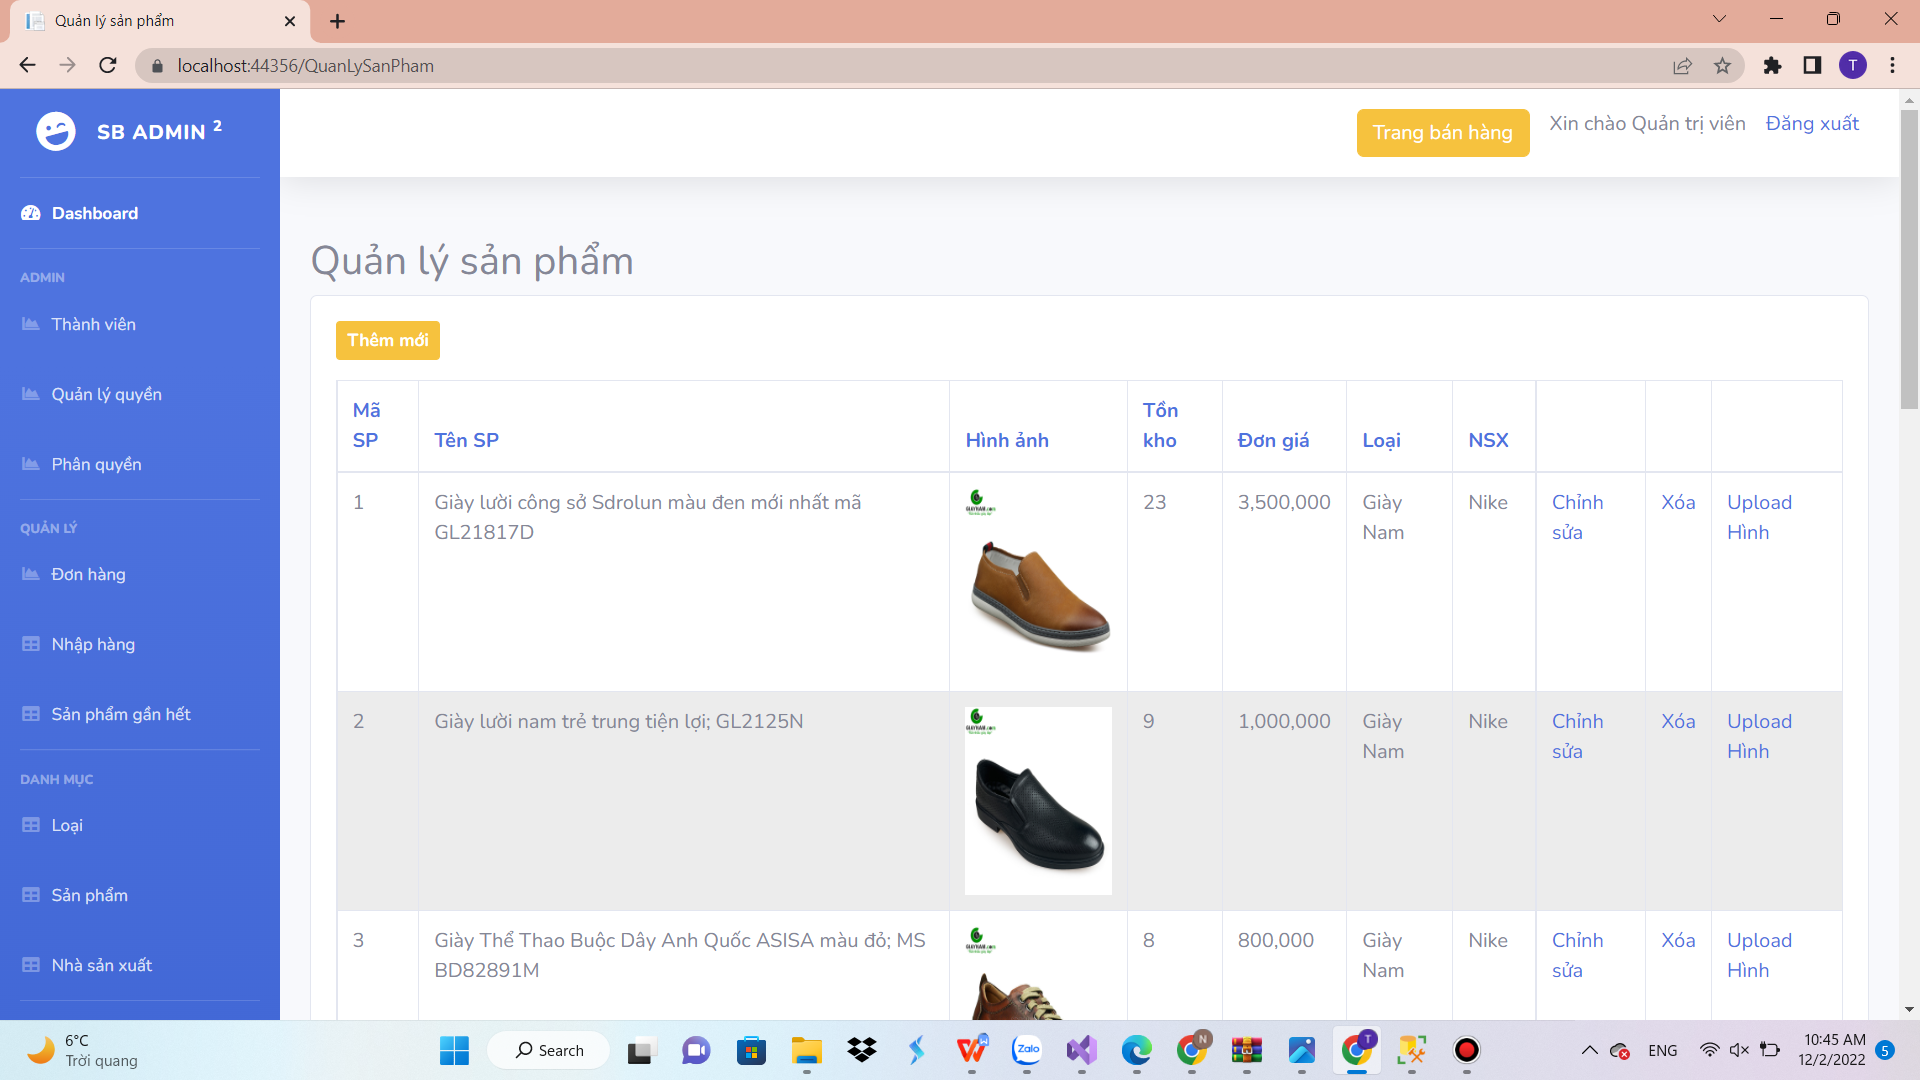 Quản lý sản phẩm
localhost:44356/QuanLySanPham
T
SB ADMIN 2
Trang bán hàng
Xin chào Quản trị viên
Đăng xuất
Dashboard
ADMIN
Thành viên
Quản lý quyền
Phân quyền
QUẢN LÝ
Đơn hàng
Nhập hàng
Sản phẩm gần hết
DANH MỤC
Loại
Sản phẩm
Nhà sản xuất
Quản lý sản phẩm
Thêm mới
Mã SP
Tên SP
Hình ảnh
Tồn kho
Đơn giá
Loại
NSX
1
Giày lười công sở Sdrolun màu đen mới nhất mã
GL21817D
23
3,500,000
Giày
Nam
Nike
Chỉnh
sửa
Xóa
Upload
Hình
2
Giày lười nam trẻ trung tiện lợi; GL2125N
9
1,000,000
Giày
Nam
Nike
Chỉnh
sửa
Xóa
Upload
Hình
3
Giày Thể Thao Buộc Dây Anh Quốc ASISA màu đỏ; MS
BD82891M
8
800,000
Giày
Nam
Nike
Chỉnh
sửa
Xóa
Upload
Hình
6°C
Trời quang
Search
Zalo
N
T
ENG
10:45 AM
12/2/2022
5